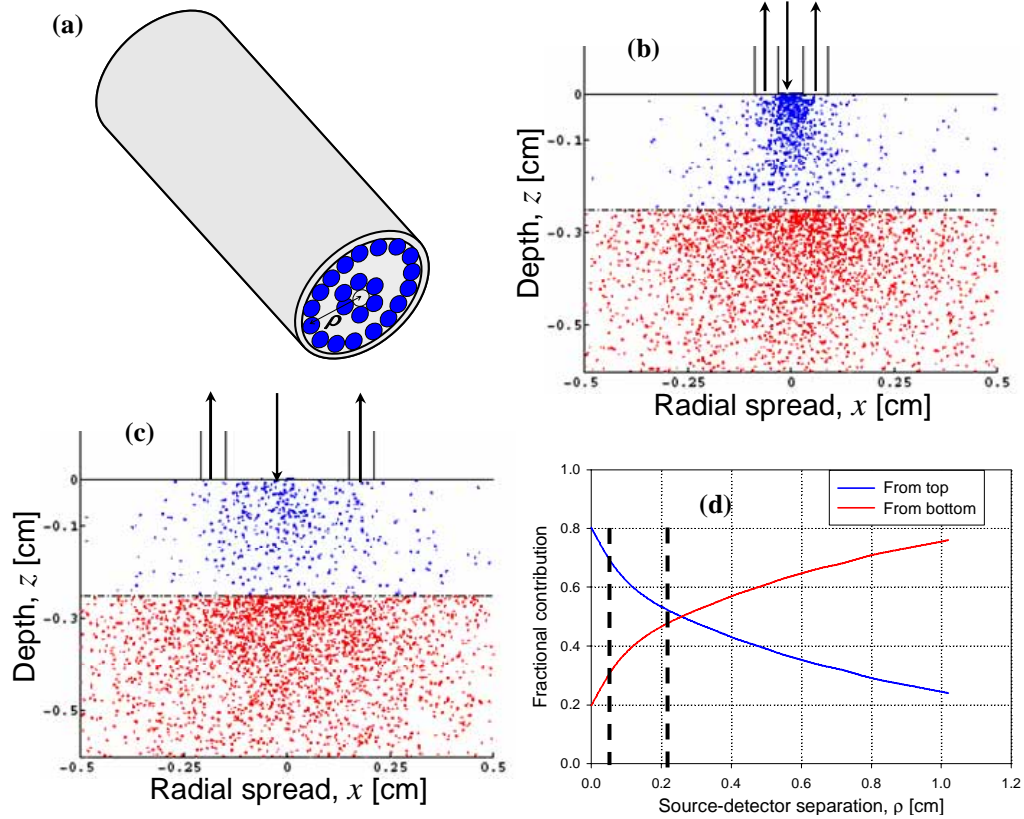 (a)
ρ
(b)
0
-0.1
-0.3
-0.5
Depth, z [cm]
-0.5
-0.25
0
0.25
0.5
Radial spread, x [cm]
(c)
0
-0.1
-0.3
-0.5
Depth, z [cm]
-0.5
-0.25
0
0.25
0.5
Radial spread, x [cm]
(d)
From top
From bottom
1.0
0.8
0.6
0.4
0.2
0.0
Fractional contribution
0.0 0.2 0.4 0.6 0.8 1.0 1.2
Source-detector separation, ρ [cm]